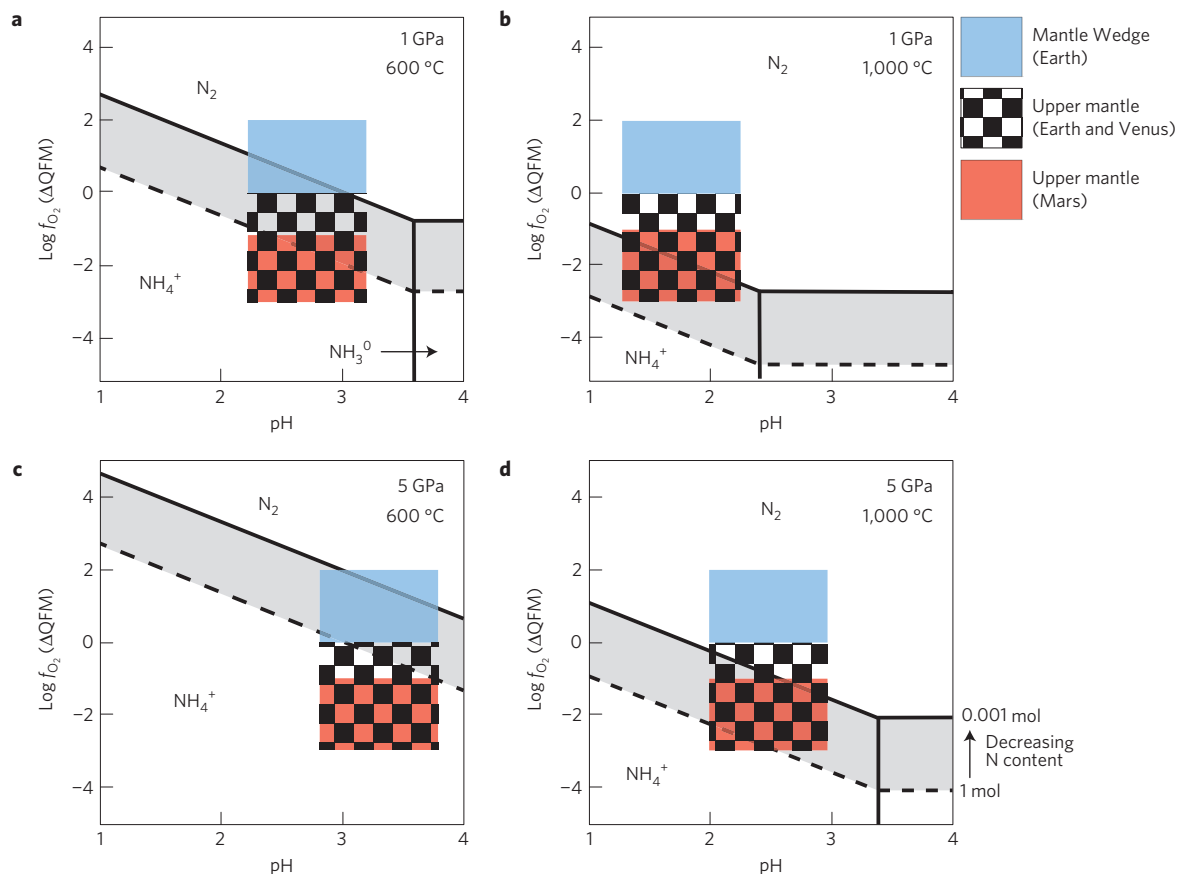 a
1 GPa
600 °C
N₂
NH₄⁺
NH₃⁰
4
2
0
−2
−4
Log fO₂ (ΔQFM)
1
2
3
4
pH
b
1 GPa
1,000 °C
N₂
NH₄⁺
4
2
0
−2
−4
Log fO₂ (ΔQFM)
1
2
3
4
pH
Mantle Wedge
(Earth)
Upper mantle
(Earth and Venus)
Upper mantle
(Mars)
c
5 GPa
600 °C
N₂
NH₄⁺
4
2
0
−2
−4
Log fO₂ (ΔQFM)
1
2
3
4
pH
d
5 GPa
1,000 °C
N₂
NH₄⁺
4
2
0
−2
−4
Log fO₂ (ΔQFM)
1
2
3
4
pH
0.001 mol
Decreasing
N content
1 mol